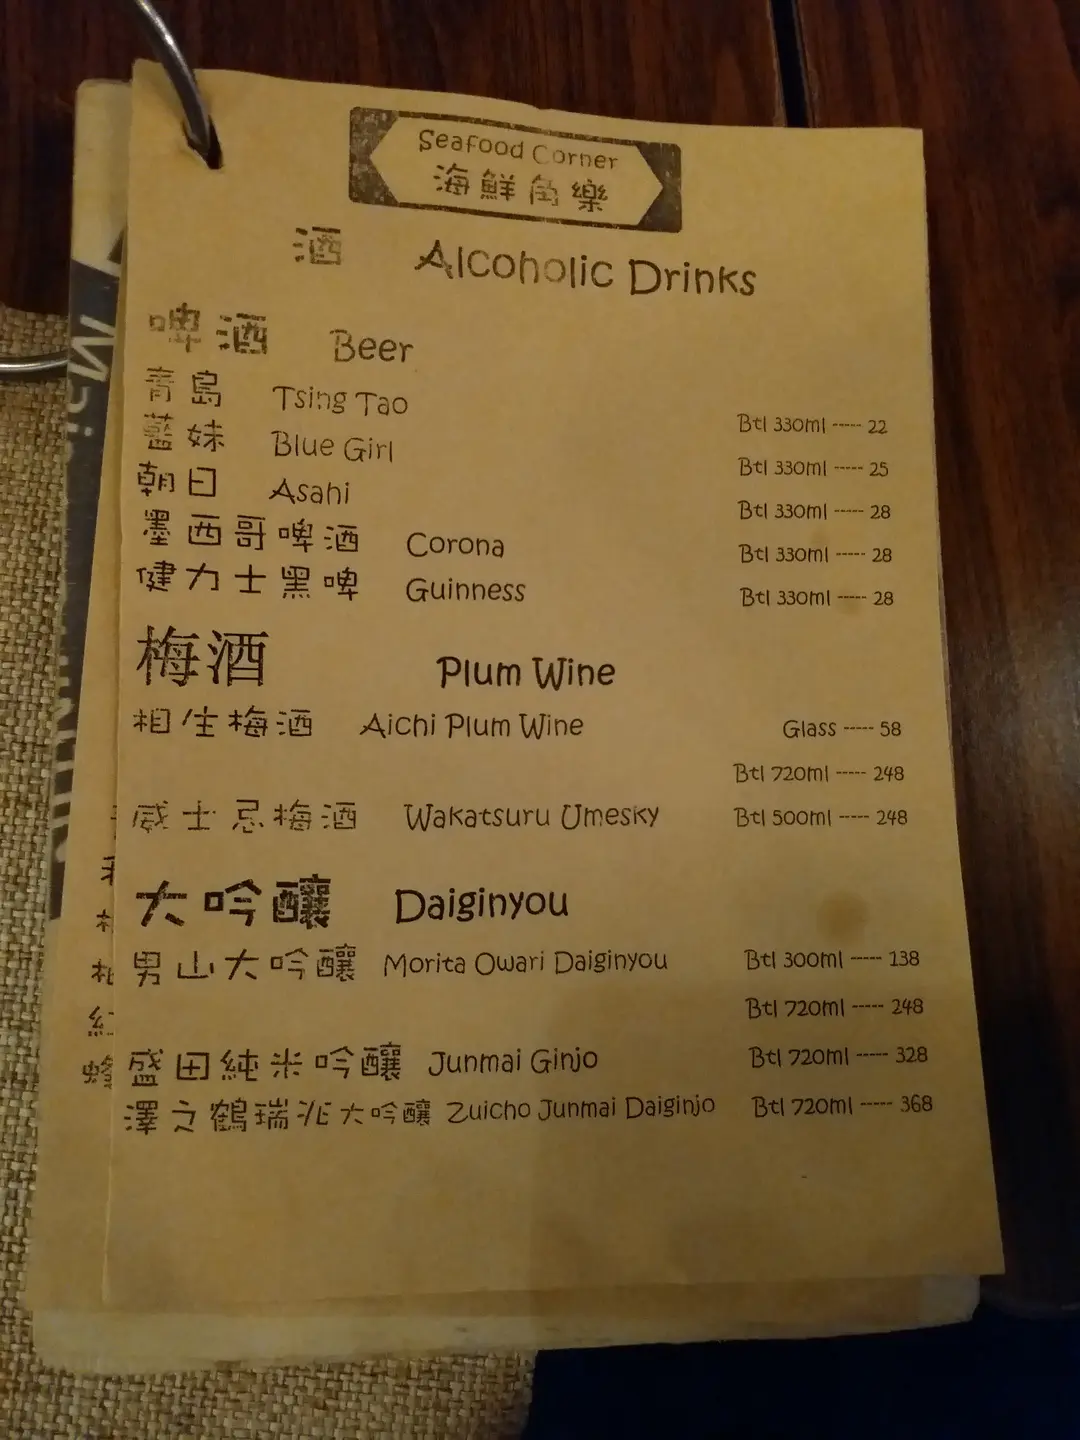 Seafood Corner
海鮮角樂
酒 Alcoholic Drinks
啤酒 Beer
青島 Tsing Tao Btl 330ml ----- 22
藍妹 Blue Girl Btl 330ml ----- 25
朝日 Asahi Btl 330ml ----- 28
墨西哥啤酒 Corona Btl 330ml ----- 28
健力士黑啤 Guinness Btl 330ml ----- 28
梅酒 Plum Wine
相生梅酒 Aichi Plum Wine Glass ----- 58
Btl 720ml ----- 248
威士忌梅酒 Wakatsuru Umesky Btl 500ml ----- 248
大吟釀 Daiginyou
男山大吟釀 Morita Owari Daiginyou Btl 300ml ----- 138
Btl 720ml ----- 248
盛田純米吟釀 Junmai Ginjo Btl 720ml ----- 328
澤之鶴瑞兆大吟釀 Zuicho Junmai Daiginjo Btl 720ml ----- 368